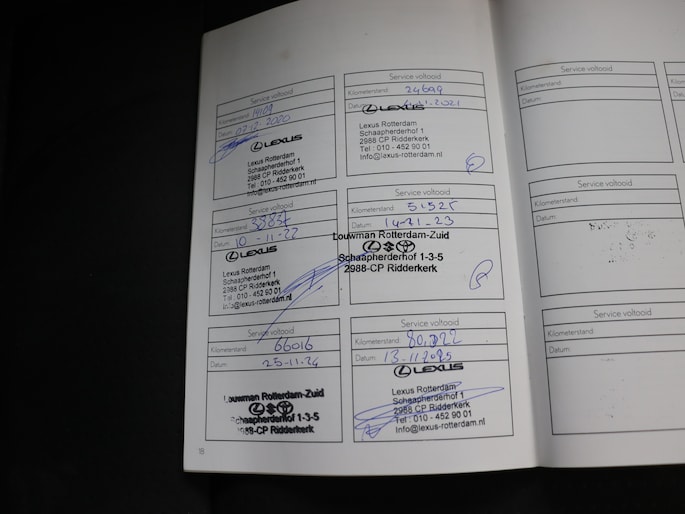 Service voltooid
Kilometerstand: 14109
Datum: 07-12-2020
LEXUS
Lexus Rotterdam
Schaapherderhof 1
2988 CP Ridderkerk
Tel : 010 - 452 90 01
Info@lexus-rotterdam.nl
Service voltooid
Kilometerstand: 24699
Datum:
LEXUS
Lexus Rotterdam
Schaapherderhof 1
2988 CP Ridderkerk
Tel : 010 - 452 90 01
Info@lexus-rotterdam.nl
Service voltooid
Kilometerstand:
Datum: 10 -11-22
LEXUS
Lexus Rotterdam
Schaapherderhof 1
2988 CP Ridderkerk
Tel : 010 - 452 90 01
Info@lexus-rotterdam.nl
Service voltooid
Kilometerstand: 51525
Datum:
Louwman Rotterdam-Zuid
Schaapherderhof 1-3-5
2988-CP Ridderkerk
Service voltooid
Kilometerstand: 66016
Datum: 25-11-24
Louwman Rotterdam-Zuid
Schaapherderhof 1-3-5
2988-CP Ridderkerk
Service voltooid
Kilometerstand:
Datum: 13-11-2025
LEXUS
Lexus Rotterdam
Schaapherderhof 1
2988 CP Ridderkerk
Tel : 010 - 452 90 01
Info@lexus-rotterdam.nl
18
Service voltooid
Kilometerstand:
Datum:
Service voltooid
Kilometerstand:
Datum:
Service voltooid
Kilometerstand:
Datum: